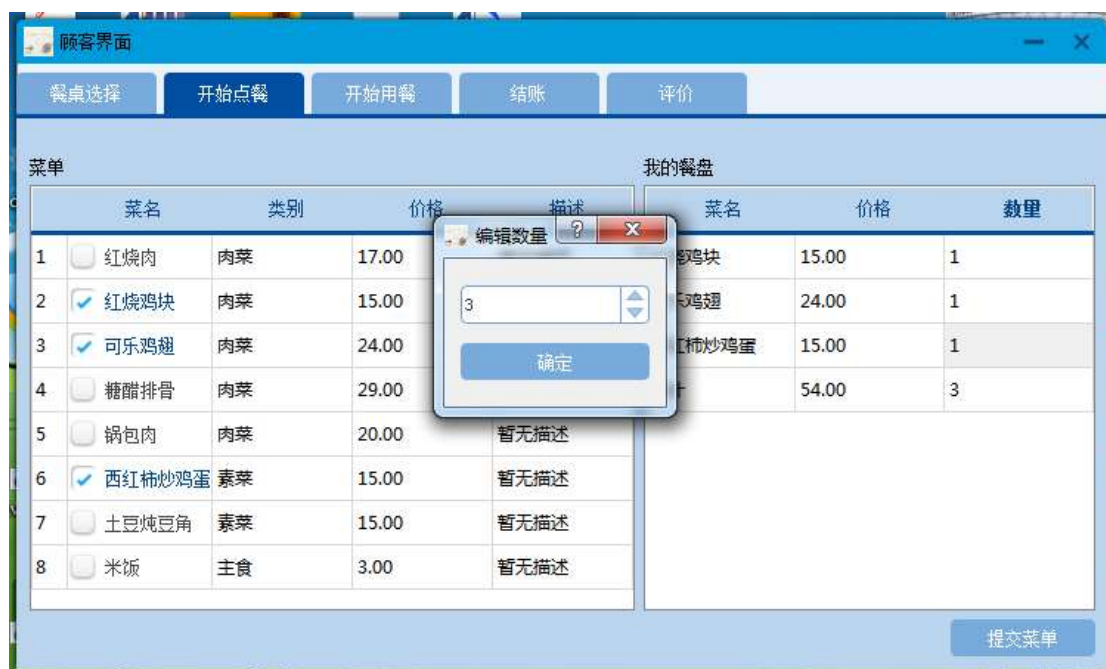 顾客界面
餐桌选择 开始点餐 开始用餐 结账 评价
菜单 我的餐盘
菜名 类别 价格 描述 菜名 价格 数里
编辑数量
1 红烧肉 肉菜 17.00
2 红烧鸡块 肉菜 15.00 烧鸡块 15.00 1
3 可乐鸡翅 肉菜 24.00 乐鸡翅 24.00 1
4 糖醋排骨 肉菜 29.00 红柿炒鸡蛋 15.00 1
3
确定
54.00 3
5 锅包肉 肉菜 20.00 暂无描述
6 西红柿炒鸡蛋 素菜 15.00 暂无描述
7 土豆炖豆角 素菜 15.00 暂无描述
8 米饭 主食 3.00 暂无描述
提交菜单